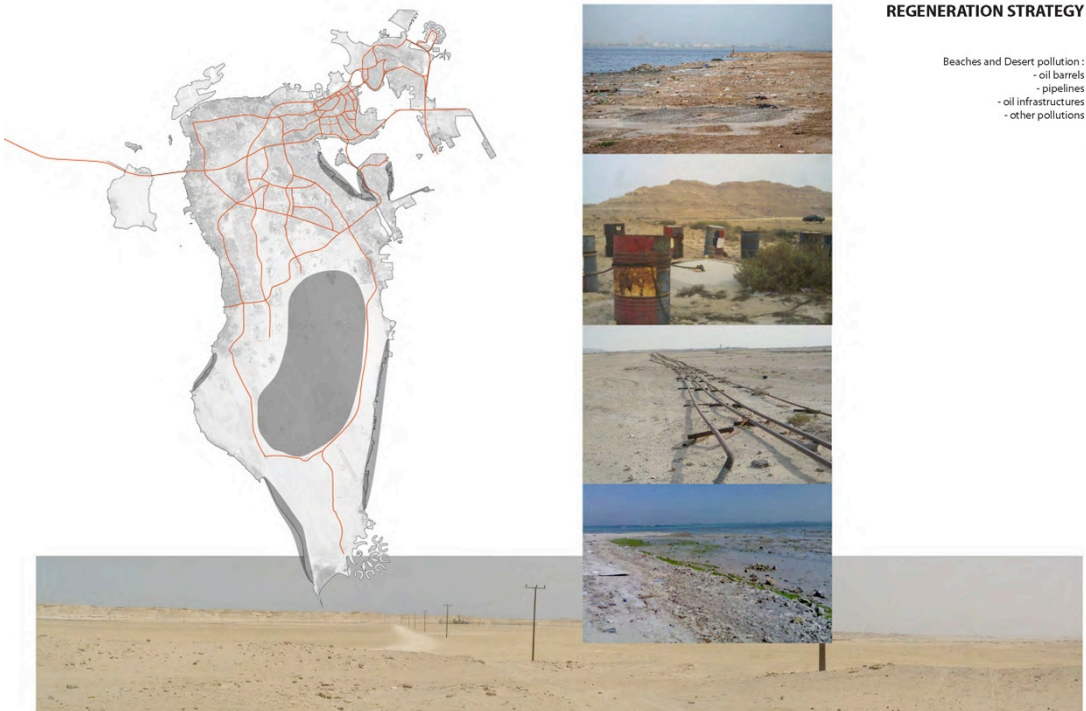 REGENERATION STRATEGY
Beaches and Desert pollution :
- oil barrels
- pipelines
- oil infrastructures
- other pollutions